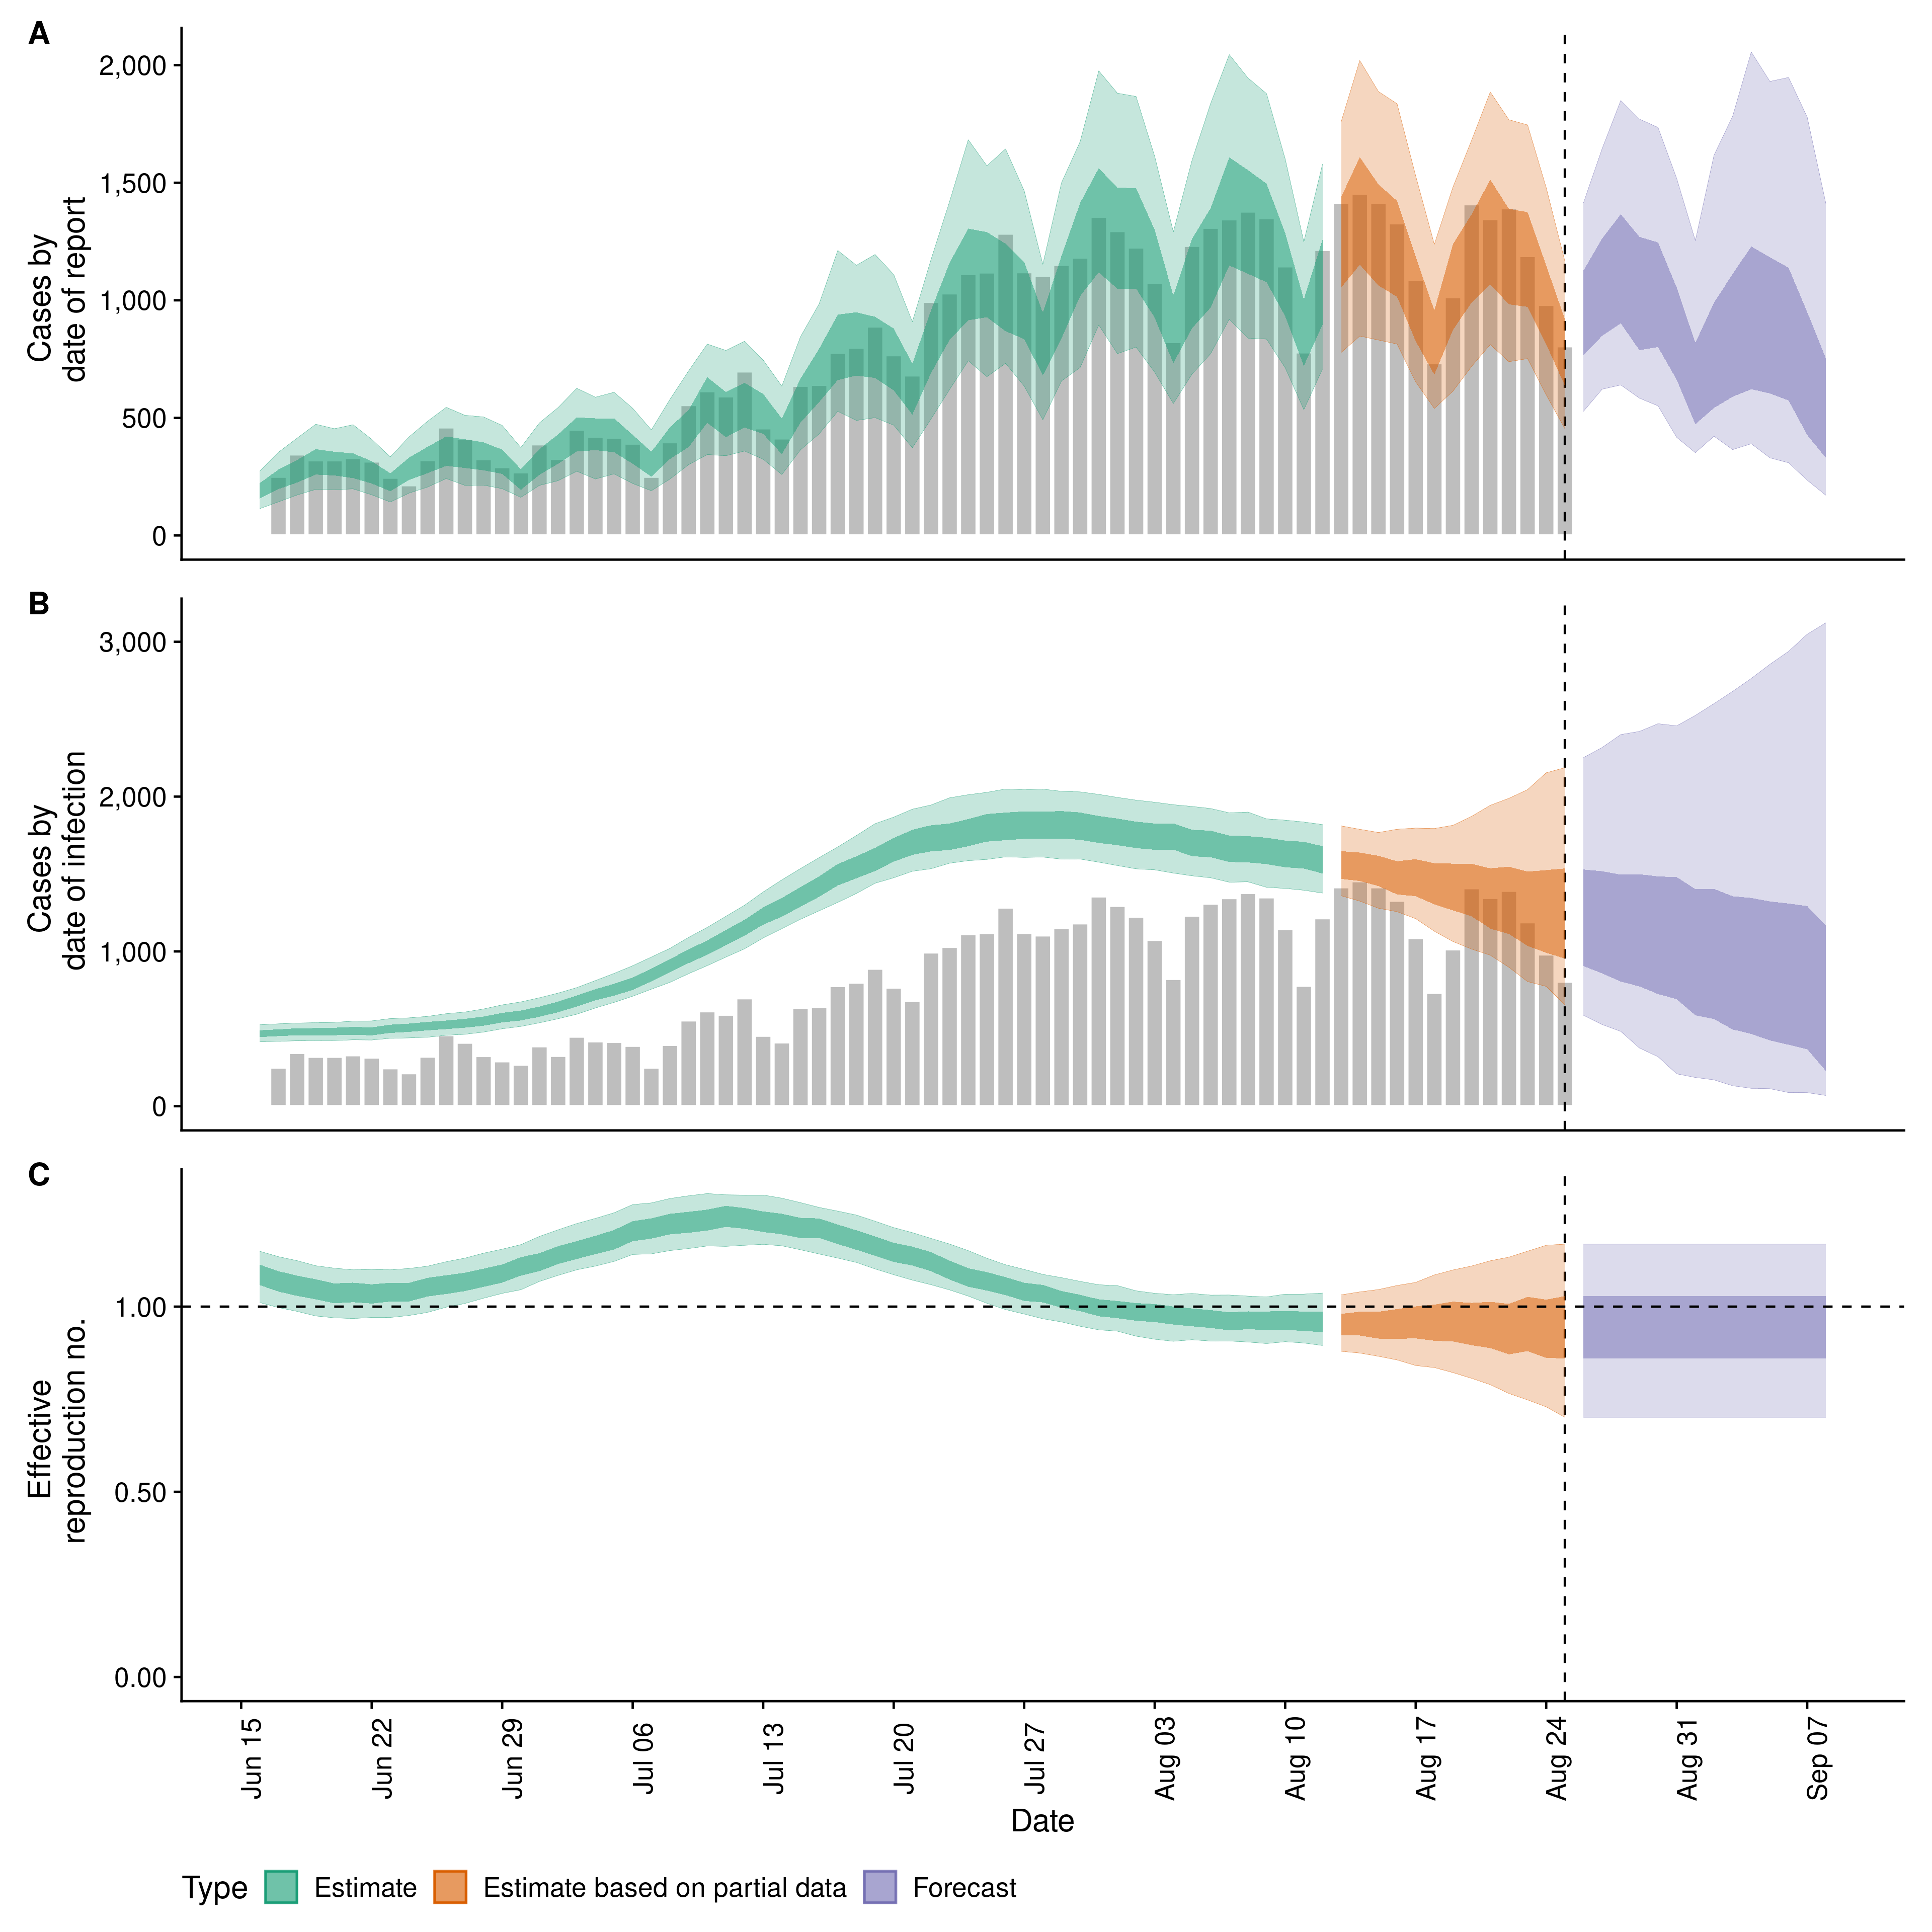 A
2,000
1,500
1,000
500
0
Cases by
date of report
B
3,000
2,000
1,000
0
Cases by
date of infection
C
1.00
0.50
0.00
Effective
reproduction no.
Jun 15
Jun 22
Jun 29
Jul 06
Jul 13
Jul 20
Jul 27
Aug 03
Aug 10
Aug 17
Aug 24
Aug 31
Sep 07
Date
Type Estimate Estimate based on partial data Forecast